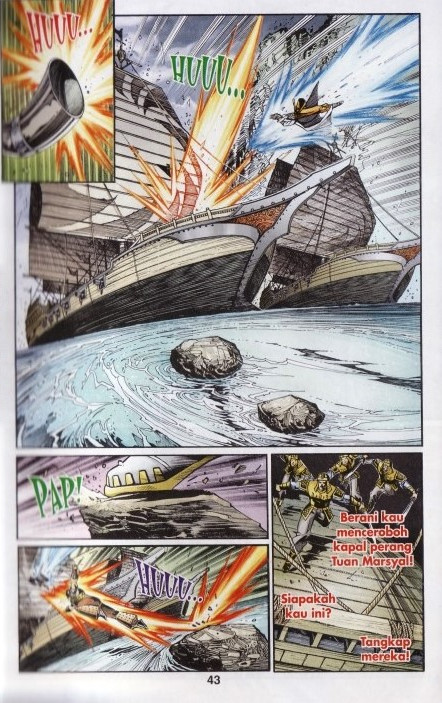 HUUU...
HUUU...
PAP!
HUUU...
Berani kau
menceroboh
kapal perang
Tuan Marsyal!
Siapakah
kau ini?
Tangkap
mereka!
43